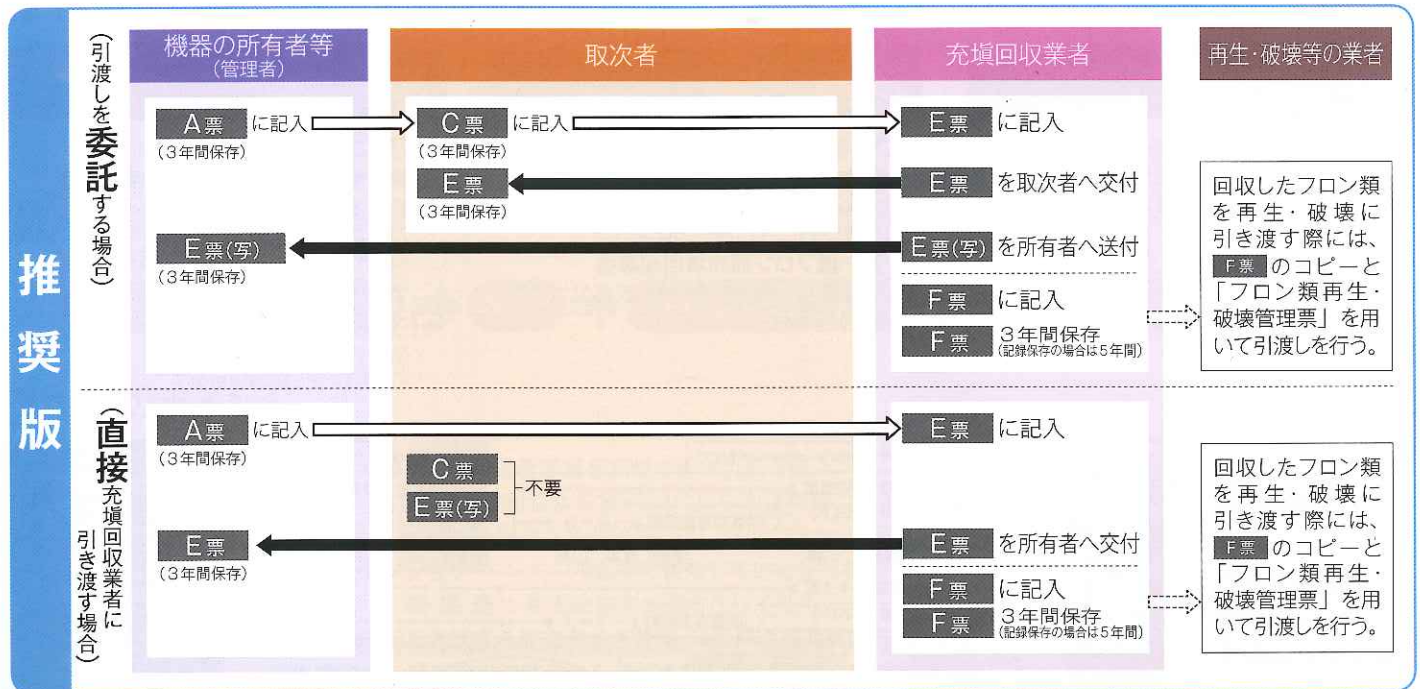 推奨版
機器の所有者等
(管理者)
取次者
充塡回収業者
再生・破壊等の業者
(引渡しを委託する場合)
A票 に記入
(3年間保存)
C票 に記入
(3年間保存)
E票 に記入
E票
(3年間保存)
E票 を取次者へ交付
E票(写)
(3年間保存)
E票(写) を所有者へ送付
F票 に記入
F票 3年間保存
(記録保存の場合は5年間)
回収したフロン類
を再生・破壊に
引き渡す際には、
F票 のコピーと
「フロン類再生・
破壊管理票」を用
いて引渡しを行う。
(直接充塡回収業者に
引き渡す場合)
A票 に記入
(3年間保存)
E票 に記入
C票
E票(写)
不要
E票
(3年間保存)
E票 を所有者へ交付
F票 に記入
F票 3年間保存
(記録保存の場合は5年間)
回収したフロン類
を再生・破壊に
引き渡す際には、
F票 のコピーと
「フロン類再生・
破壊管理票」を用
いて引渡しを行う。